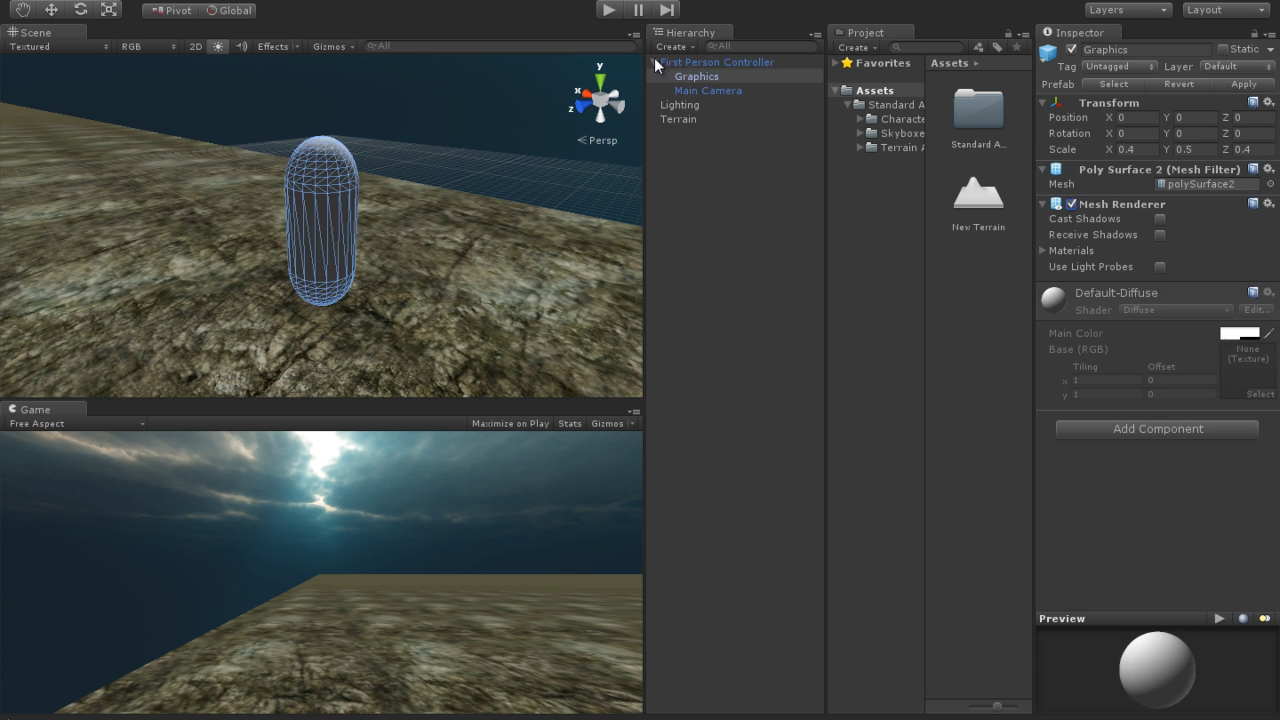 Pivot Global Layers Layout
Scene Hierarchy Project Inspector
Textured RGB 2D Effects Gizmos All
Create All
Create
Graphics Static
Tag Untagged Layer Default
Prefab Select Revert Apply
First Person Controller
Graphics
Main Camera
Lighting
Terrain
Favorites
Assets
Standard A
Characte
Skyboxe
Terrain A
Assets
Standard A...
New Terrain
y
x
z
Persp
Transform
Position X 0 Y 0 Z 0
Rotation X 0 Y 0 Z 0
Scale X 0.4 Y 0.5 Z 0.4
Poly Surface 2 (Mesh Filter)
Mesh polySurface2
Mesh Renderer
Cast Shadows
Receive Shadows
Materials
Use Light Probes
Default-Diffuse
Shader Diffuse Edit...
Main Color
Base (RGB)
None
(Texture)
Tiling Offset
x 1 0
y 1 0
Select
Add Component
Game
Free Aspect Maximize on Play Stats Gizmos
Preview